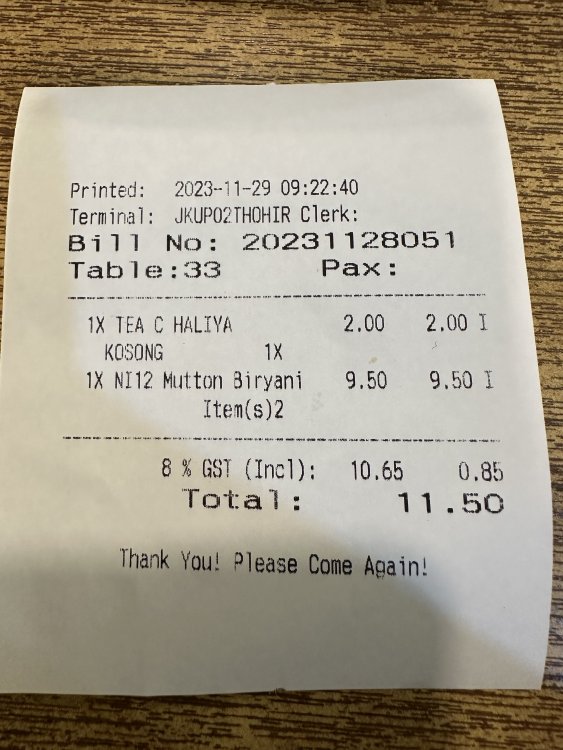 Printed: 2023-11-29 09:22:40
Terminal: JKUP02THOHIR Clerk:
Bill No: 20231128051
Table:33 Pax:
1X TEA C HALIYA 2.00 2.00 I
KOSONG 1X
1X NI12 Mutton Biryani 9.50 9.50 I
Item(s)2
8 % GST (Incl): 10.65 0.85
Total: 11.50
Thank You! Please Come Again!